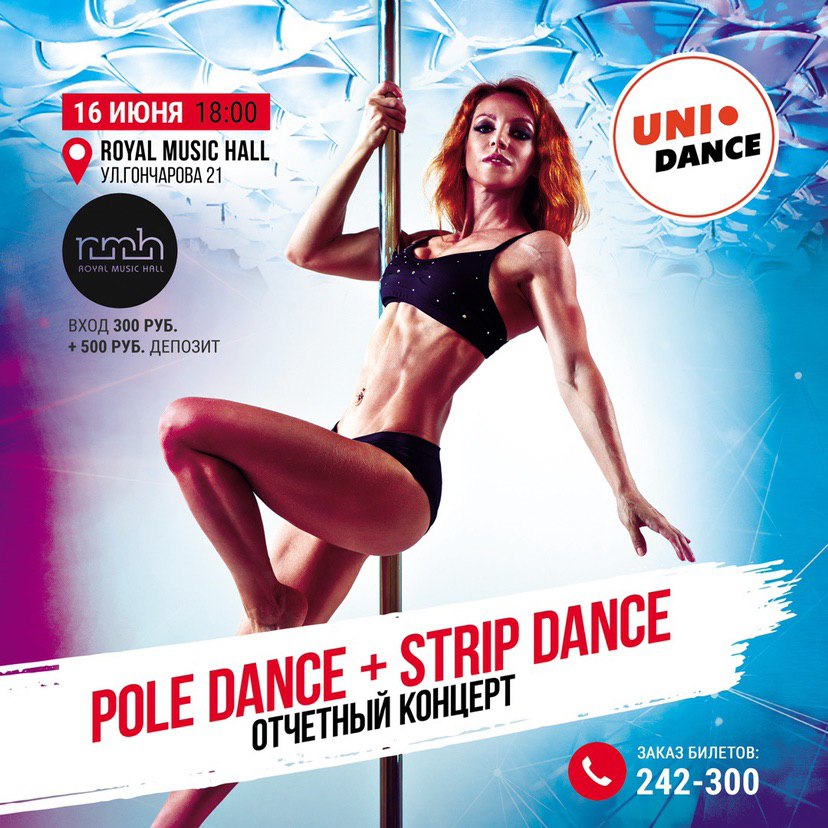 16 ИЮНЯ 18:00
ROYAL MUSIC HALL
УЛ.ГОНЧАРОВА 21
rmh
ROYAL MUSIC HALL
ВХОД 300 РУБ.
+ 500 РУБ. ДЕПОЗИТ
UNI•
DANCE
POLE DANCE + STRIP DANCE
ОТЧЕТНЫЙ КОНЦЕРТ
ЗАКАЗ БИЛЕТОВ:
242-300